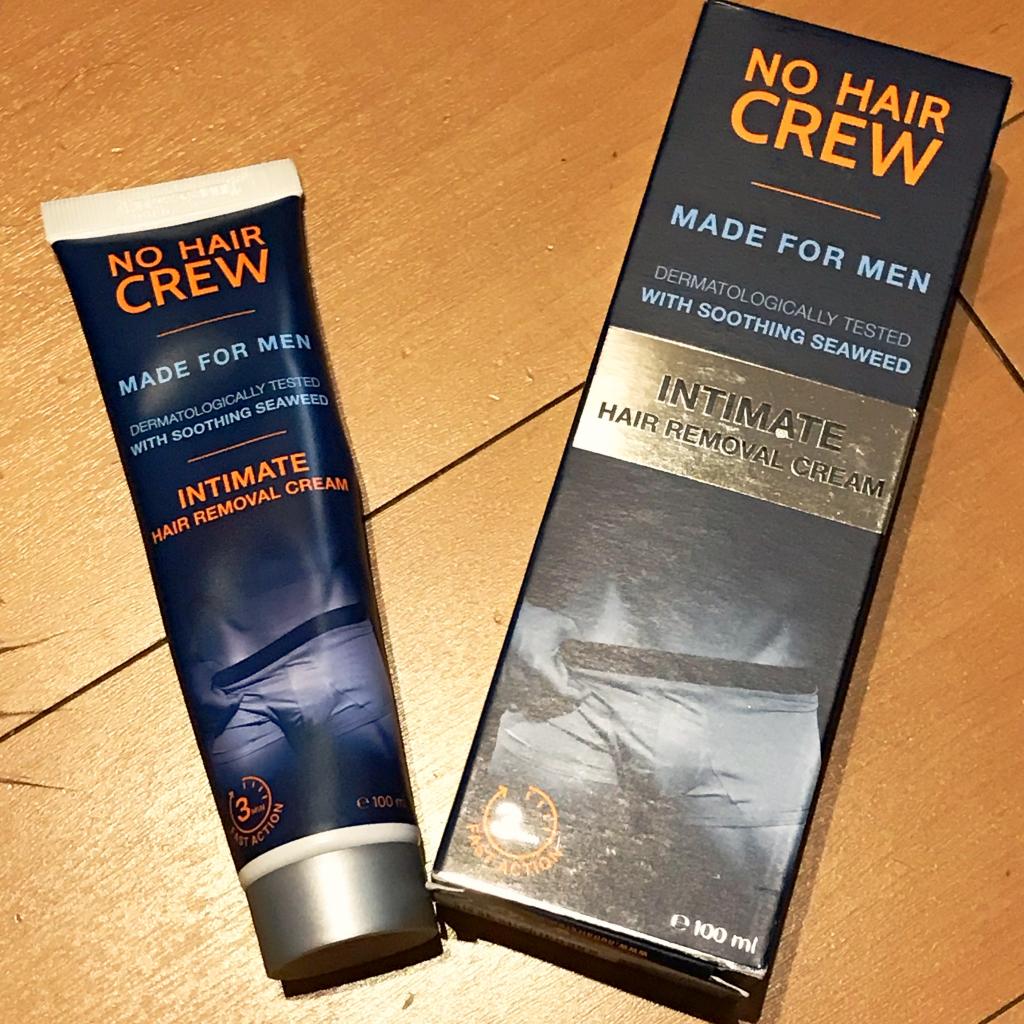 NO HAIR
CREW
MADE FOR MEN
DERMATOLOGICALLY TESTED
WITH SOOTHING SEAWEED
INTIMATE
HAIR REMOVAL CREAM
3 MIN
FAST ACTION
e 100 ml
NO HAIR
CREW
MADE FOR MEN
DERMATOLOGICALLY TESTED
WITH SOOTHING SEAWEED
INTIMATE
HAIR REMOVAL CREAM
FAST ACTION
e 100 ml